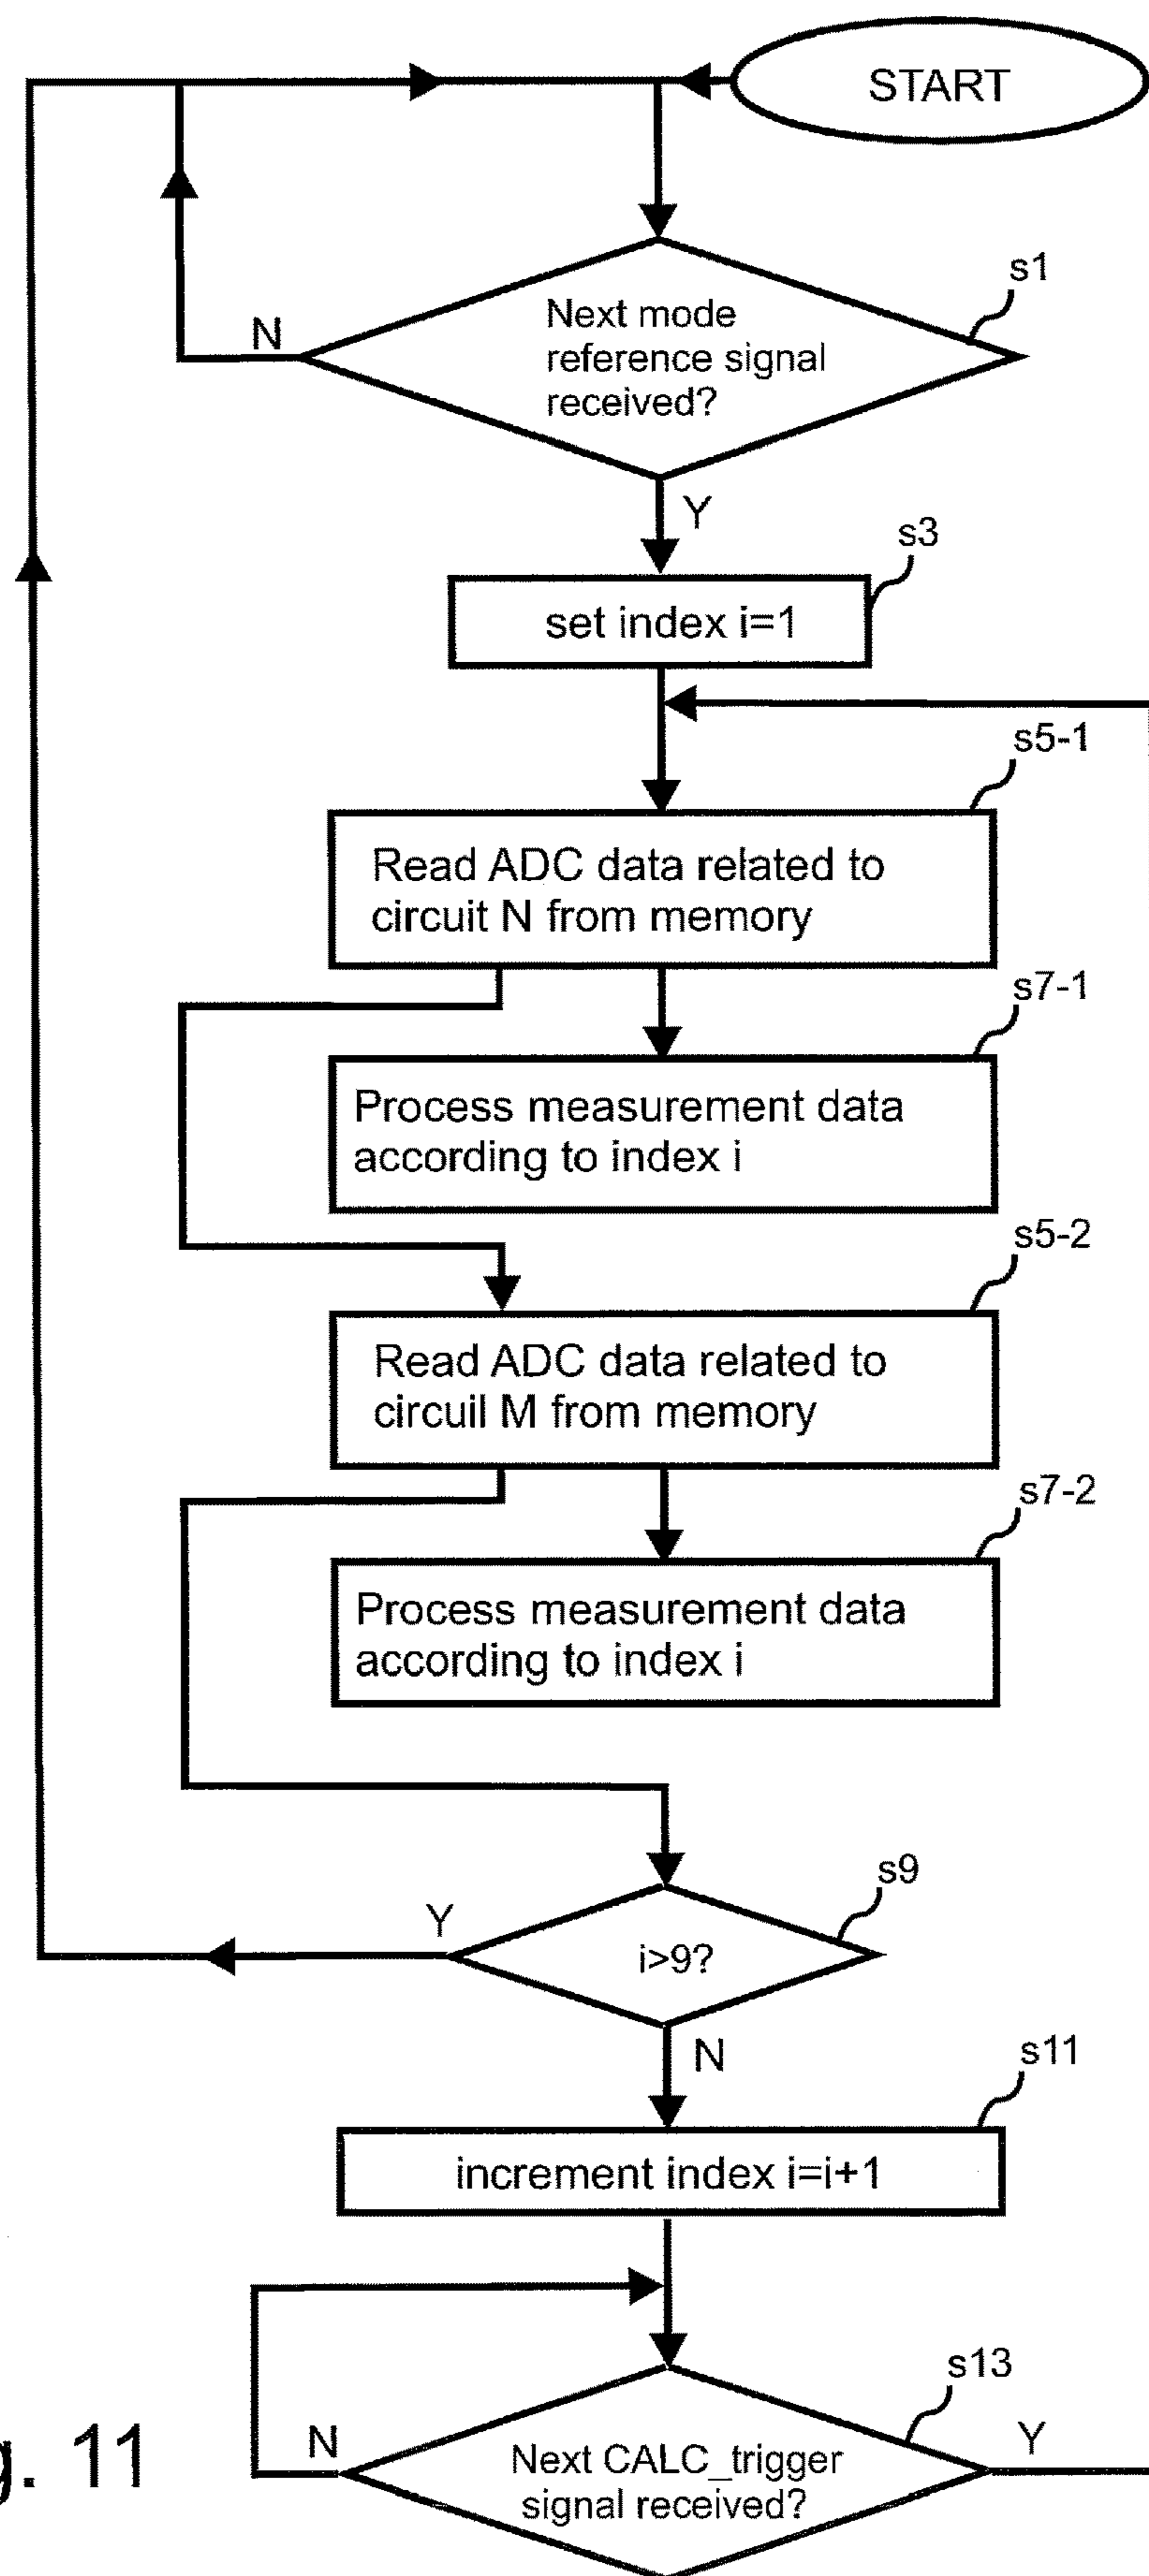 START
s1
Next mode
reference signal
received?
N
Y
s3
set index i=1
s5-1
Read ADC data related to
circuit N from memory
s7-1
Process measurement data
according to index i
s5-2
Read ADC data related to
circuil M from memory
s7-2
Process measurement data
according to index i
s9
Y
i>9?
N
s11
increment index i=i+1
s13
N
Next CALC_trigger
signal received?
Y
g. 11